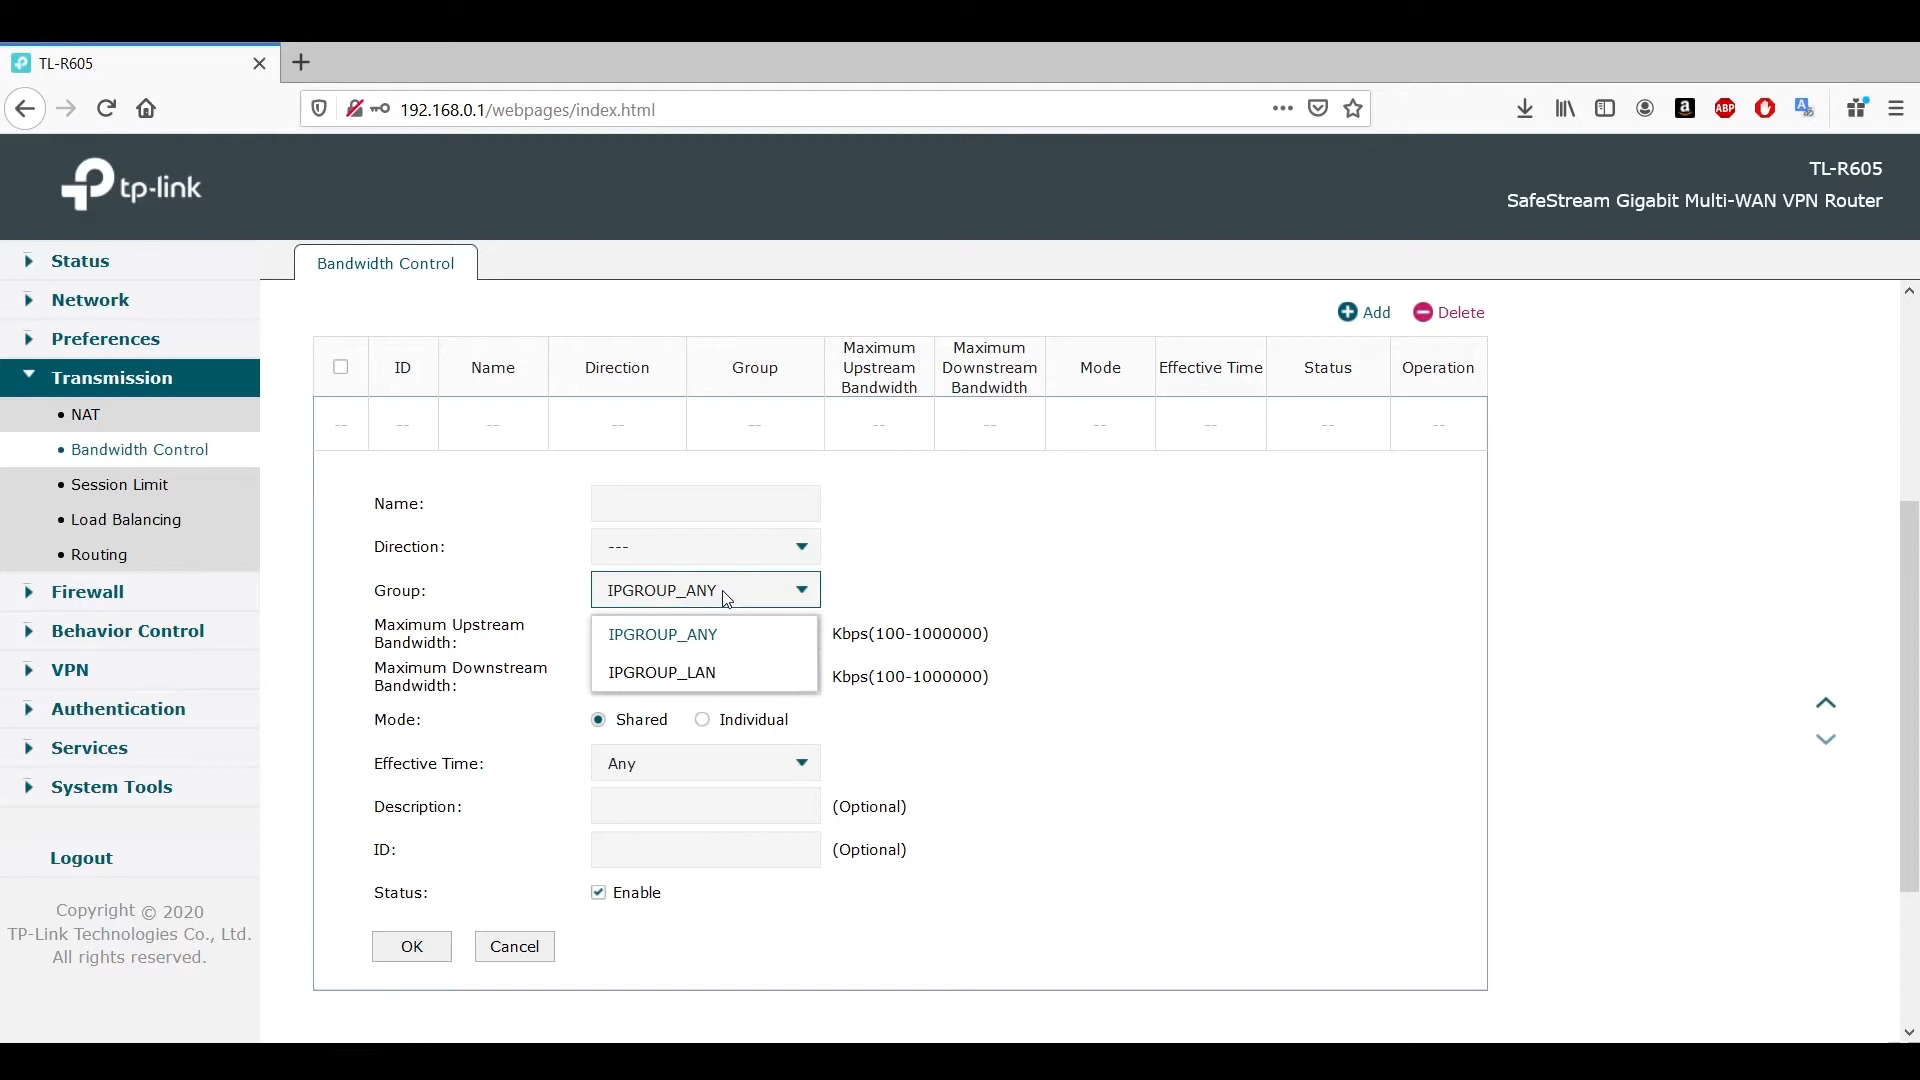 TL-R605
192.168.0.1/webpages/index.html
ABP
tp-link
TL-R605
SafeStream Gigabit Multi-WAN VPN Router
Status
Network
Preferences
Transmission
NAT
Bandwidth Control
Session Limit
Load Balancing
Routing
Firewall
Behavior Control
VPN
Authentication
Services
System Tools
Logout
Copyright © 2020
TP-Link Technologies Co., Ltd.
All rights reserved.
Bandwidth Control
Add Delete
ID Name Direction Group Maximum Upstream Bandwidth Maximum Downstream Bandwidth Mode Effective Time Status Operation
-- -- -- -- -- -- -- -- -- -- --
Name:
Direction: ---
Group: IPGROUP_ANY
IPGROUP_ANY
IPGROUP_LAN
Maximum Upstream
Bandwidth: Kbps(100-1000000)
Maximum Downstream
Bandwidth: Kbps(100-1000000)
Mode: Shared Individual
Effective Time: Any
Description: (Optional)
ID: (Optional)
Status: Enable
OK Cancel